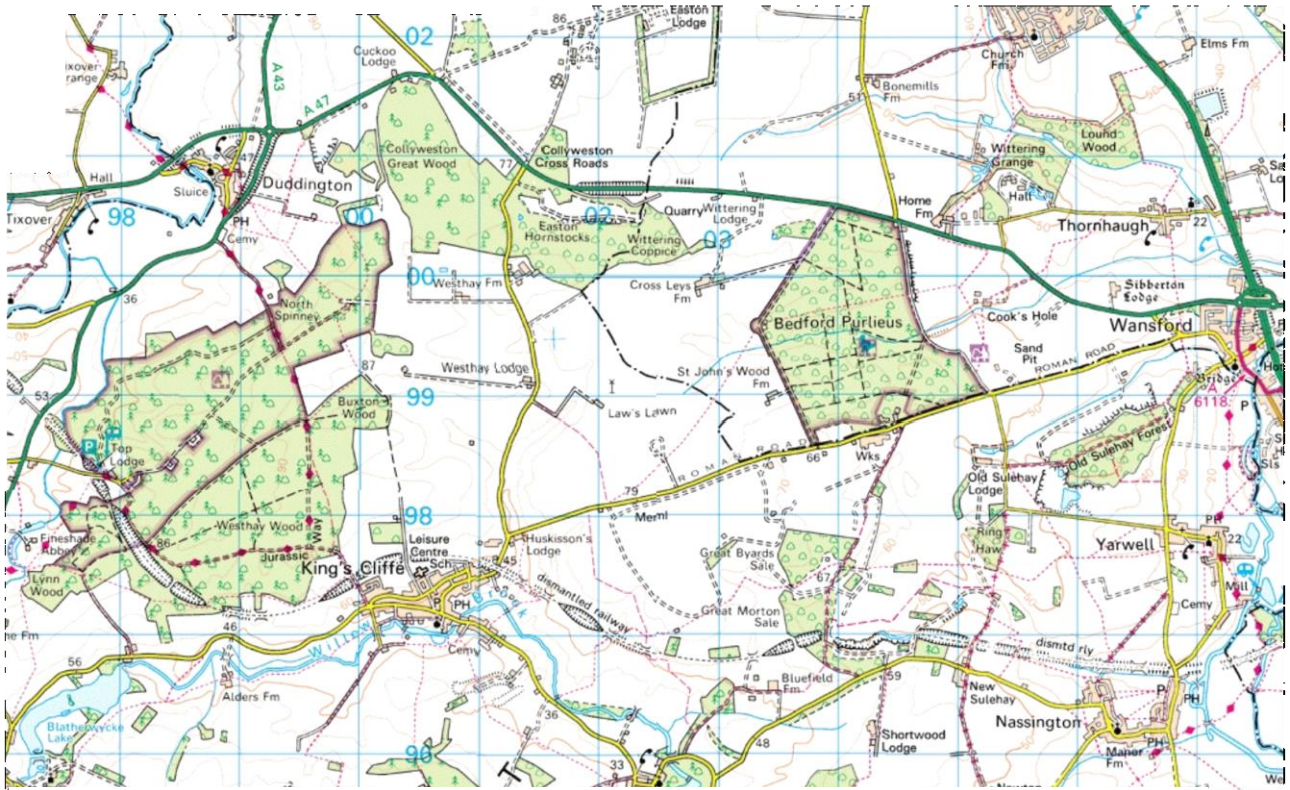 86
Easton
Lodge
02
Cuckoo
Lodge
A 43
A 47
Church
Fm
Elms Fm
51
Bonemills
Fm
Collyweston
Great Wood
77
Collyweston
Cross Roads
Lound
Wood
Wittering
Grange
Hall
47
Hall
Sluice
Duddington
Tixover
98
PH
00
Cemy
Easton
Hornstocks
02
Quarry
Wittering
Lodge
Wittering
Coppice
Home
Fm
Thornhaugh
22
36
00
Westhay Fm
Cross Leys
Fm
Sibberton
Lodge
North
Spinney
Bedford Purlieus
Cook's Hole
Wansford
Sand
Pit
ROMAN ROAD
87
Westhay Lodge
St John's Wood
Fm
99
Bridge
A
6118
P
53
Buxton
Wood
Law's Lawn
50
P
Top
Lodge
ROMAN ROAD
66
Wks
Old Sulehay Forest
Old Sulehay
Lodge
79
Meml
98
Westhay Wood
86
Jurassic Way
Fineshade
Abbey
Leisure
Centre
Sch
Huskisson's
Lodge
45
King's Cliffe
PH
Great Byards
Sale
67
60
Ring
Haw
Yarwell
PH
22
Mill
Cemy
Lynn
Wood
dismantled railway
Great Morton
Sale
46
Willow
Brook
Cemy
dismtd rly
56
Alders Fm
Bluefield
Fm
59
New
Sulehay
P
PH
Blatherwycke
Lake
36
48
Nassington
96
Shortwood
Lodge
Manor
Fm
PH
33